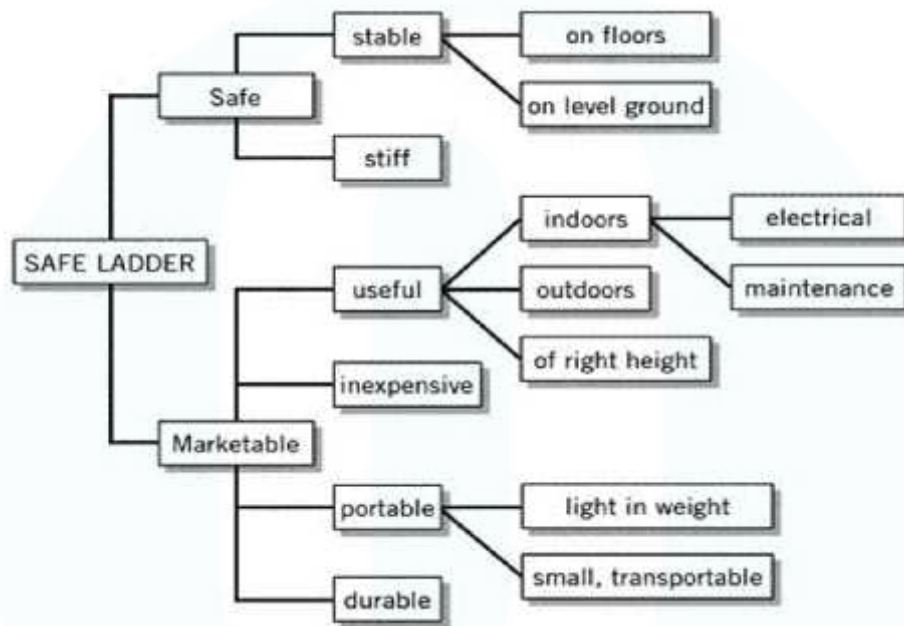 stable
on floors
Safe
on level ground
stiff
indoors
electrical
SAFE LADDER
useful
outdoors
maintenance
of right height
inexpensive
Marketable
portable
light in weight
small, transportable
durable